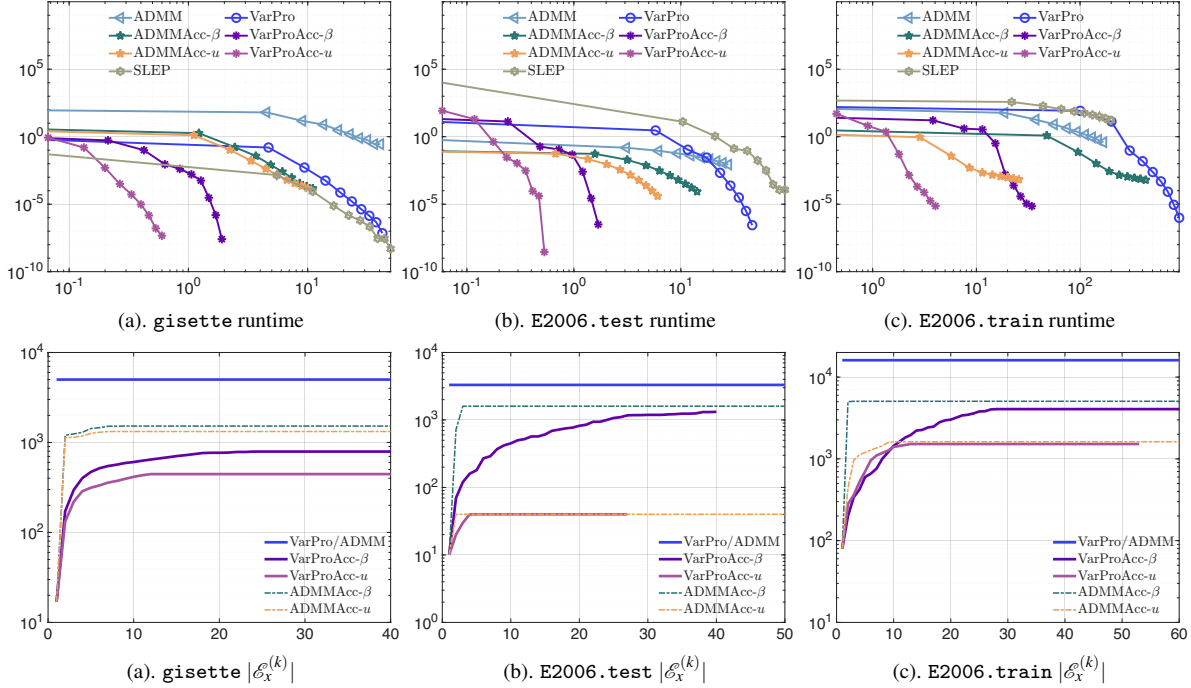 ADMM VarPro
ADMMAcc-β VarProAcc-β
ADMMAcc-u VarProAcc-u
SLEP
10^5
10^0
10^-5
10^-10
10^-1 10^0 10^1
(a). gisette runtime
ADMM VarPro
ADMMAcc-β VarProAcc-β
ADMMAcc-u VarProAcc-u
SLEP
10^5
10^0
10^-5
10^-10
10^-1 10^0 10^1
(b). E2006.test runtime
ADMM VarPro
ADMMAcc-β VarProAcc-β
ADMMAcc-u VarProAcc-u
SLEP
10^5
10^0
10^-5
10^-10
10^0 10^1 10^2
(c). E2006.train runtime
10^4
10^3
10^2
10^1
VarPro/ADMM
VarProAcc-β
VarProAcc-u
ADMMAcc-β
ADMMAcc-u
0 10 20 30 40
(a). gisette |ℰ_x^(k)|
10^4
10^3
10^2
10^1
10^0
VarPro/ADMM
VarProAcc-β
VarProAcc-u
ADMMAcc-β
ADMMAcc-u
0 10 20 30 40 50
(b). E2006.test |ℰ_x^(k)|
10^4
10^3
10^2
10^1
VarPro/ADMM
VarProAcc-β
VarProAcc-u
ADMMAcc-β
ADMMAcc-u
0 10 20 30 40 50 60
(c). E2006.train |ℰ_x^(k)|